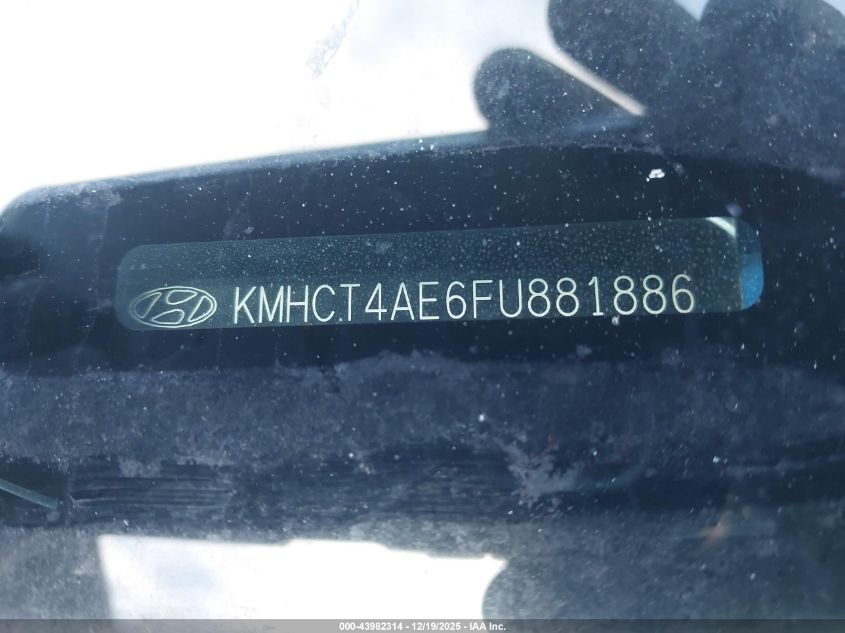 KMHCT4AE6FU881886
000-43982314 - 12/19/2025 - IAA Inc.